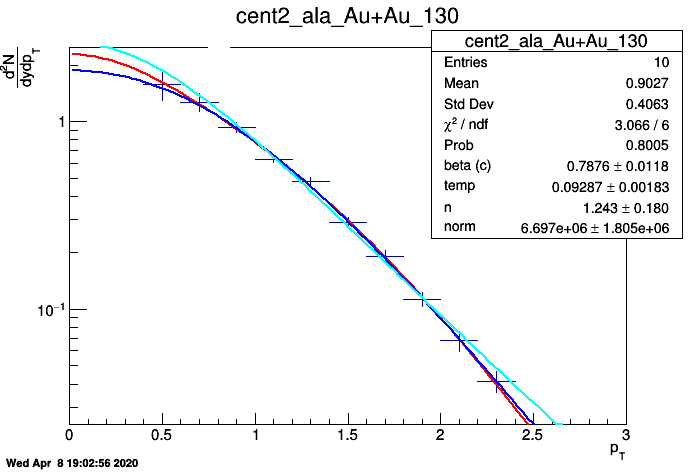 cent2_ala_Au+Au_130
d²N
dydp_T
cent2_ala_Au+Au_130
Entries 10
Mean 0.9027
Std Dev 0.4063
χ² / ndf 3.066 / 6
Prob 0.8005
beta (c) 0.7876 ± 0.0118
temp 0.09287 ± 0.00183
n 1.243 ± 0.180
norm 6.697e+06 ± 1.805e+06
1
10⁻¹
0 0.5 1 1.5 2 2.5 3
p_T
Wed Apr 8 19:02:56 2020